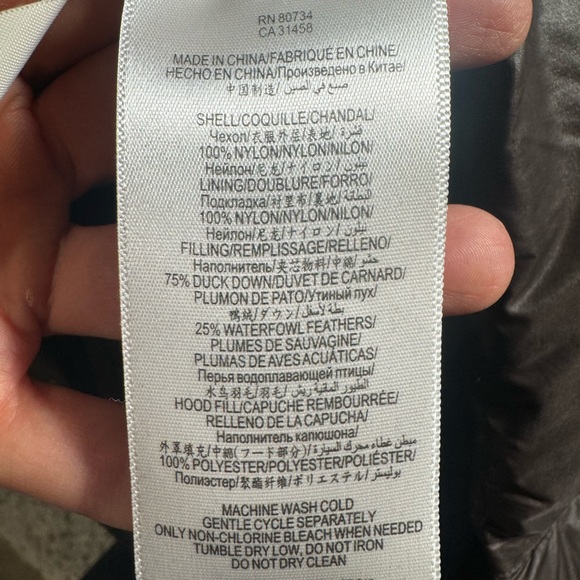 RN 80734
CA 31458
MADE IN CHINA/FABRIQUÉ EN CHINE/
HECHO EN CHINA/Произведено в Китае/
中国制造/ صنع في الصين/
SHELL/COQUILLE/CHANDAL/
Чехол/衣服外层/表地/ قشرة/
100% NYLON/NYLON/NILON/
Нейлон/尼龙/ナイロン/ نيلون/
LINING/DOUBLURE/FORRO/
Подкладка/衬里布/裏地/ البطانة/
100% NYLON/NYLON/NILON/
Нейлон/尼龙/ナイロン/ نيلون/
FILLING/REMPLISSAGE/RELLENO/
Наполнитель/夹芯物料/中綿/ حشو/
75% DUCK DOWN/DUVET DE CARNARD/
PLUMON DE PATO/Утиный пух/
鸭绒/ダウン/ بطة لأسفل/
25% WATERFOWL FEATHERS/
PLUMES DE SAUVAGINE/
PLUMAS DE AVES ACUÁTICAS/
Перья водоплавающей птицы/
水鸟羽毛/羽毛/ الطيور المائية ريش/
HOOD FILL/CAPUCHE REMBOURRÉE/
RELLENO DE LA CAPUCHA/
Наполнитель капюшона/
外罩填充/中綿(フード部分)/ مبطن غطاء محرك السيارة/
100% POLYESTER/POLYESTER/POLIÉSTER/
Полиэстер/聚酯纤维/ポリエステル/ بوليستر/
MACHINE WASH COLD
GENTLE CYCLE SEPARATELY
ONLY NON-CHLORINE BLEACH WHEN NEEDED
TUMBLE DRY LOW, DO NOT IRON
DO NOT DRY CLEAN